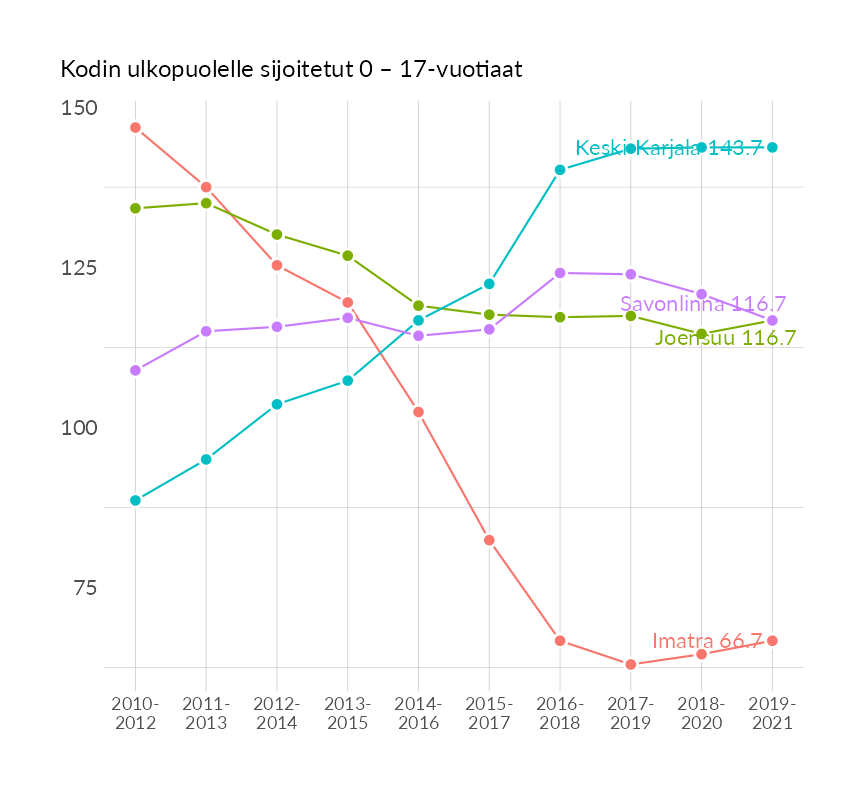 Kodin ulkopuolelle sijoitetut 0 – 17-vuotiaat
150
Keski-Karjala 143.7
125
Savonlinna 116.7
Joensuu 116.7
100
75
Imatra 66.7
2010- 2011- 2012- 2013- 2014- 2015- 2016- 2017- 2018- 2019-
2012 2013 2014 2015 2016 2017 2018 2019 2020 2021